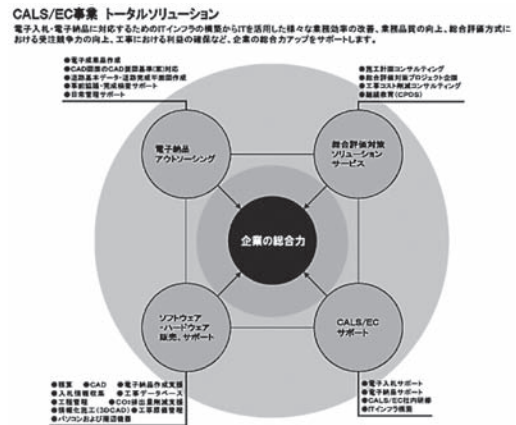 CALS/EC事業 トータルソリューション
電子入札・電子納品に対応するためのITインフラの構築からITを活用した様々な業務効率の改善、業務品質の向上、総合評価方式に
おける受注競争力の向上、工事における利益の確保など、企業の総合力アップをサポートします。
●電子成果品作成
●CAD図面のCAD製図基準(案)対応
●道路基本データ・道路完成平面図作成
●事前協議・完成検査サポート
●日常管理サポート
●施工計画コンサルティング
●総合評価対策プロジェクト企画
●工事コスト削減コンサルティング
●継続教育(CPDS)
電子納品
アウトソーシング
総合評価対策
ソリューション
サービス
企業の総合力
ソフトウェア
・ハードウェア
販売、サポート
CALS/EC
サポート
●積算 ●CAD ●電子納品作成支援
●入札情報収集 ●工事データベース
●工程管理 ●CO2排出量削減支援
●情報化施工(3DCAD) ●工事原価管理
●パソコンおよび周辺機器
●電子入札サポート
●電子納品サポート
●CALS/EC社内研修
●ITインフラ構築